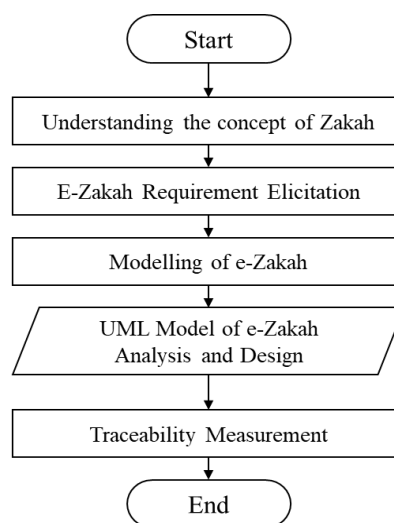 Start
Understanding the concept of Zakah
E-Zakah Requirement Elicitation
Modelling of e-Zakah
UML Model of e-Zakah
Analysis and Design
Traceability Measurement
End